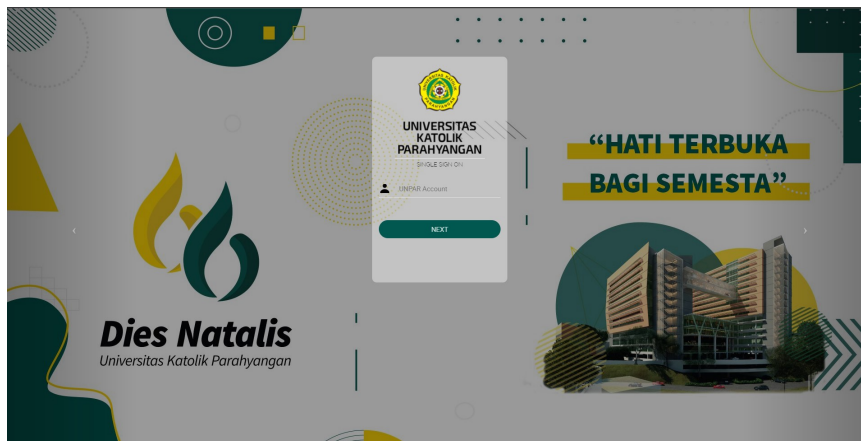 UNIVERSITAS
KATOLIK
PARAHYANGAN
SINGLE SIGN ON
UNPAR Account
NEXT
Dies Natalis
Universitas Katolik Parahyangan
“HATI TERBUKA
BAGI SEMESTA”